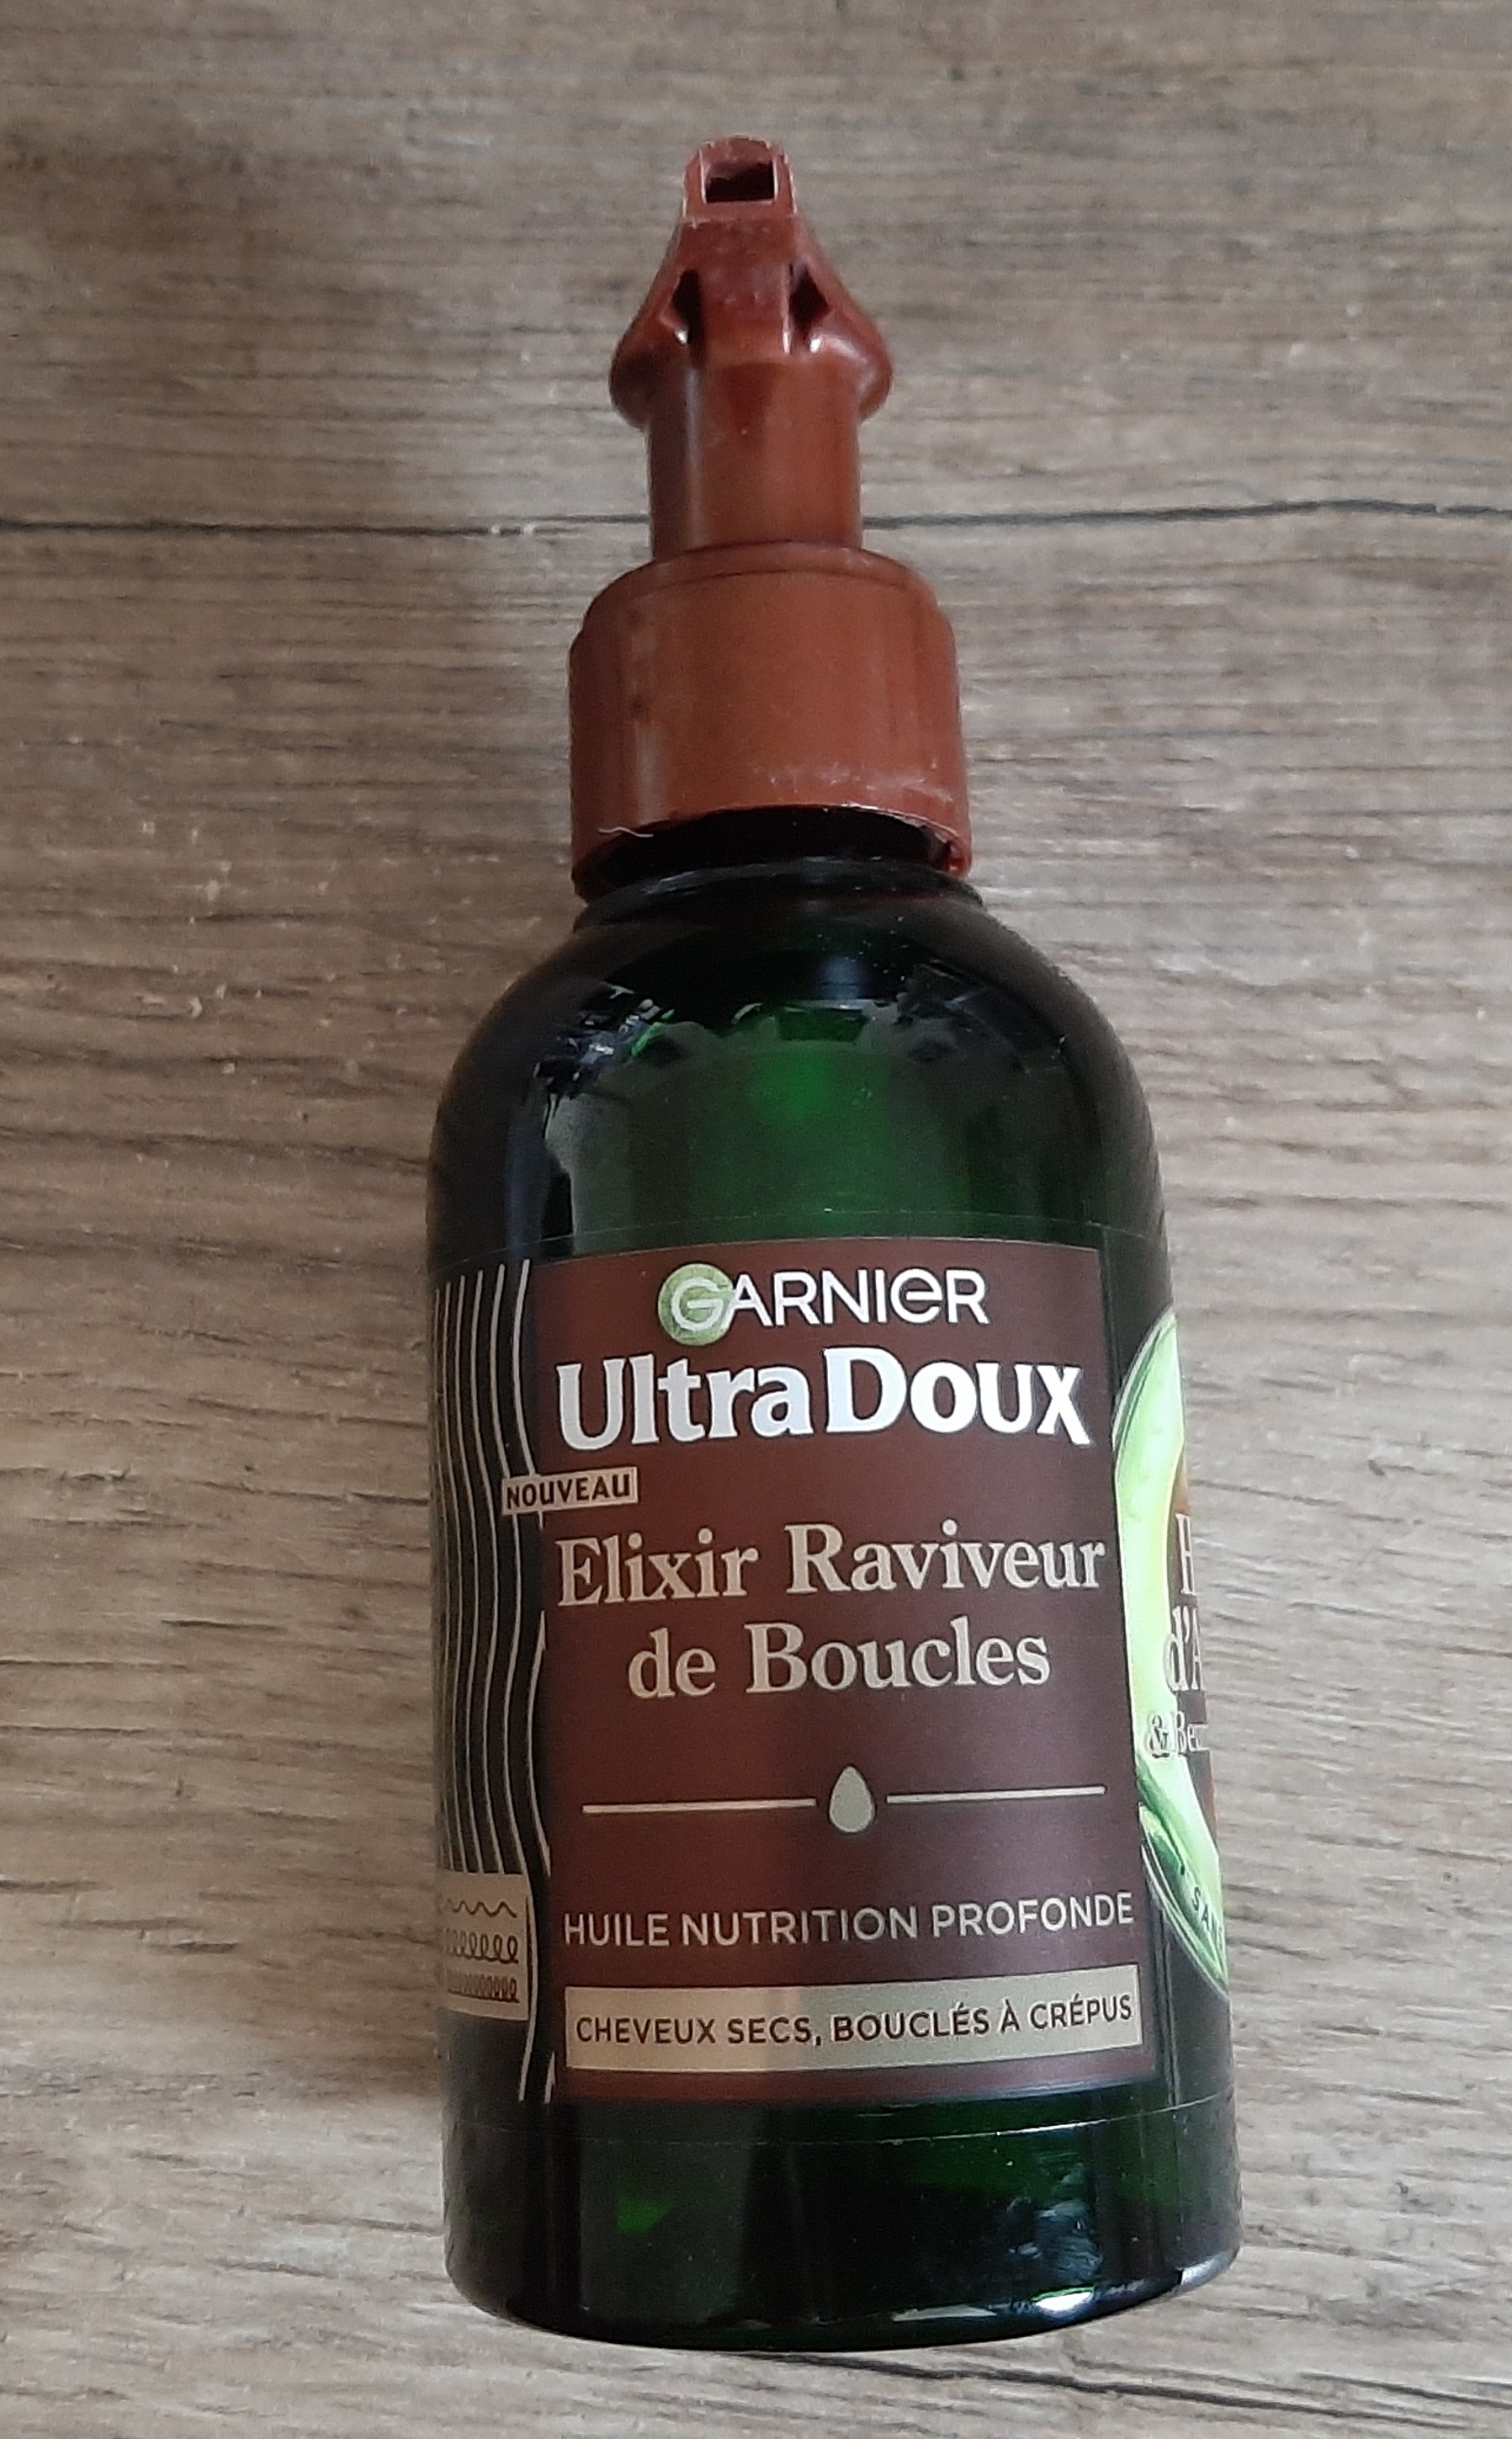 GARNIER
UltraDoux
NOUVEAU
Elixir Raviveur
de Boucles
HUILE NUTRITION PROFONDE
CHEVEUX SECS, BOUCLÉS À CRÉPUS
&